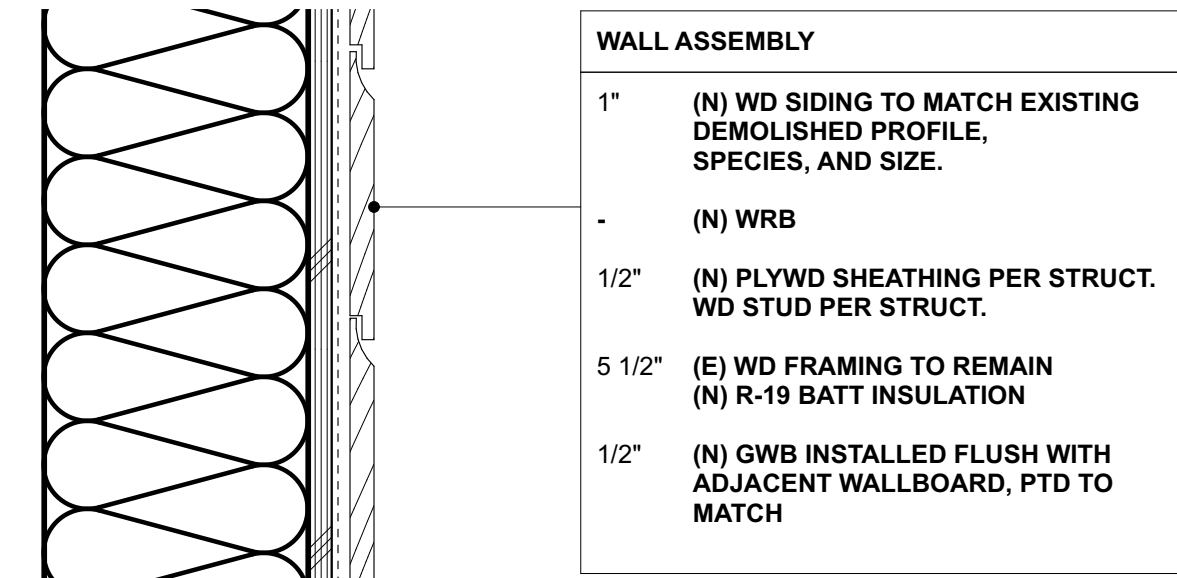 WALL ASSEMBLY
1" (N) WD SIDING TO MATCH EXISTING
DEMOLISHED PROFILE,
SPECIES, AND SIZE.
- (N) WRB
1/2" (N) PLYWD SHEATHING PER STRUCT.
WD STUD PER STRUCT.
5 1/2" (E) WD FRAMING TO REMAIN
(N) R-19 BATT INSULATION
1/2" (N) GWB INSTALLED FLUSH WITH
ADJACENT WALLBOARD, PTD TO
MATCH